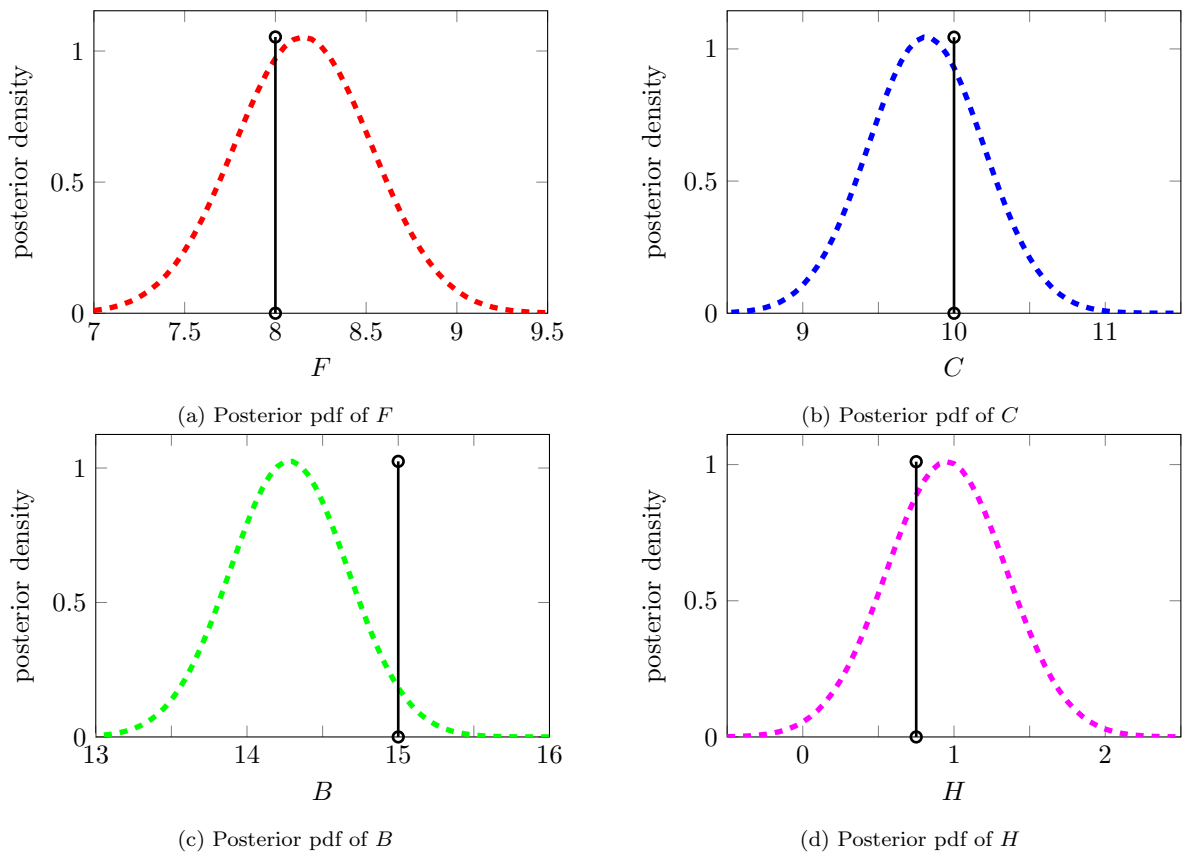 posterior density
1
0.5
0
7 7.5 8 8.5 9 9.5
F
(a) Posterior pdf of F
posterior density
1
0.5
0
9 10 11
C
(b) Posterior pdf of C
posterior density
1
0.5
0
13 14 15 16
B
(c) Posterior pdf of B
posterior density
1
0.5
0
0 1 2
H
(d) Posterior pdf of H